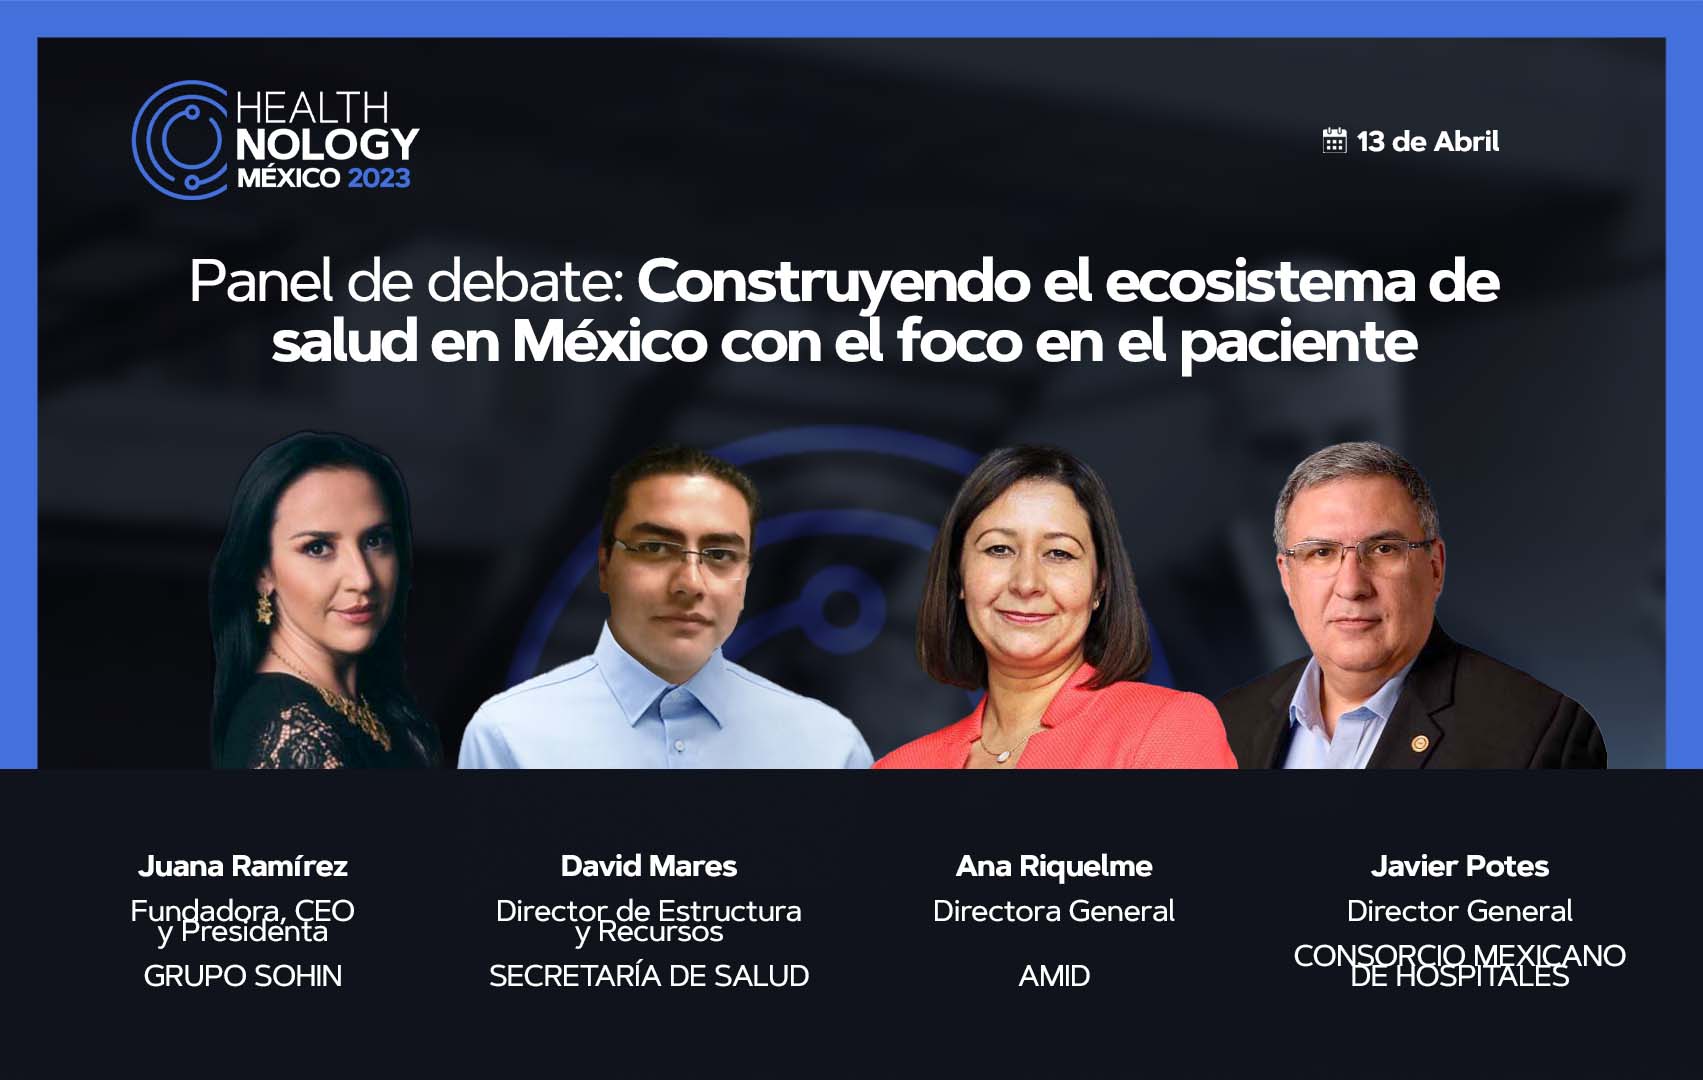 HEALTH
NOLOGY
MÉXICO 2023
13 de Abril
Panel de debate: Construyendo el ecosistema de
salud en México con el foco en el paciente
Juana Ramírez
Fundadora, CEO
y Presidenta
GRUPO SOHIN
David Mares
Director de Estructura
y Recursos
SECRETARÍA DE SALUD
Ana Riquelme
Directora General
AMID
Javier Potes
Director General
CONSORCIO MEXICANO
DE HOSPITALES